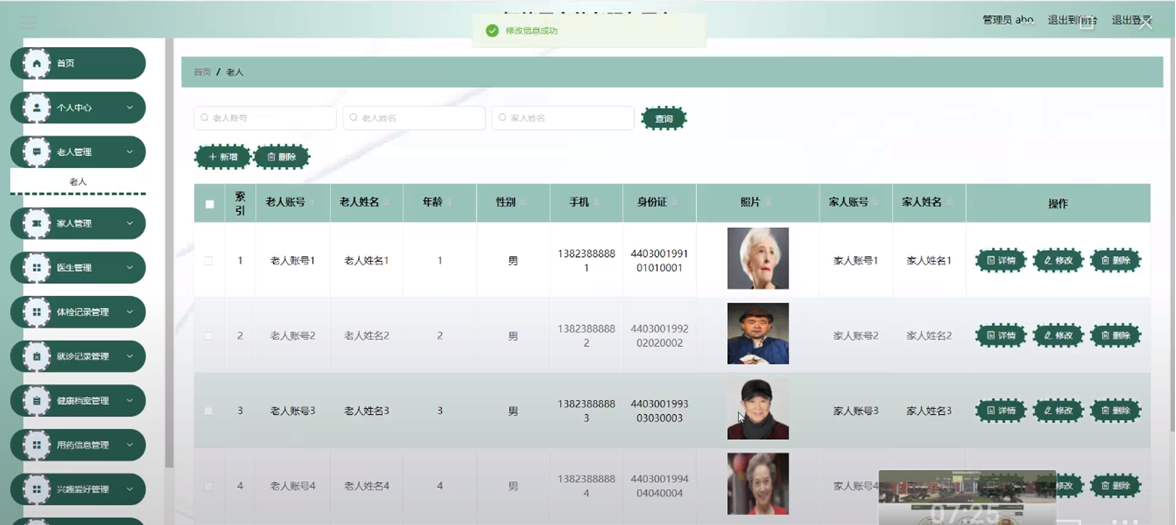 管理员 abo 退出到前台 退出登录
修改信息成功
首页
个人中心
老人管理
老人
家人管理
医生管理
体检记录管理
就诊记录管理
健康档案管理
用药信息管理
兴趣爱好管理
首页 / 老人
老人账号 老人姓名 家人姓名 查询
新增 删除
索引 老人账号 老人姓名 年龄 性别 手机 身份证 照片 家人账号 家人姓名 操作
1 老人账号1 老人姓名1 1 男 13823888881 440300199101010001 家人账号1 家人姓名1 详情 修改 删除
2 老人账号2 老人姓名2 2 男 13823888882 440300199202020002 家人账号2 家人姓名2 详情 修改 删除
3 老人账号3 老人姓名3 3 男 13823888883 440300199303030003 家人账号3 家人姓名3 详情 修改 删除
4 老人账号4 老人姓名4 4 男 13823888884 440300199404040004 家人账号4 修改 删除
07:25